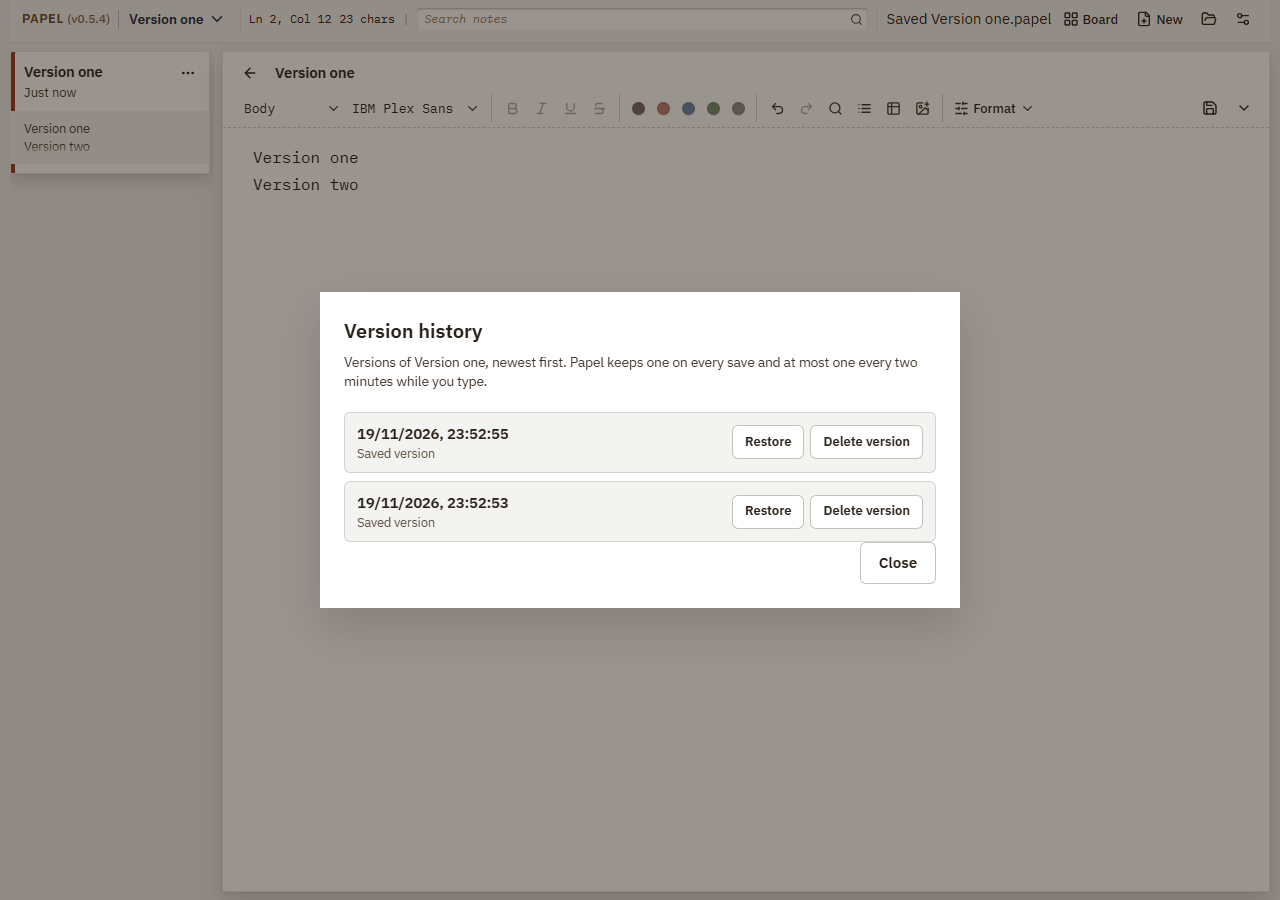 PAPEL (v0.5.4) Version one Ln 2, Col 12 23 chars | Search notes Saved Version one.papel Board New
Version one
Just now
Version one
Version two
Version one
Body IBM Plex Sans B I U S Format
Version one
Version two
Version history
Versions of Version one, newest first. Papel keeps one on every save and at most one every two
minutes while you type.
19/11/2026, 23:52:55
Saved version
Restore Delete version
19/11/2026, 23:52:53
Saved version
Restore Delete version
Close